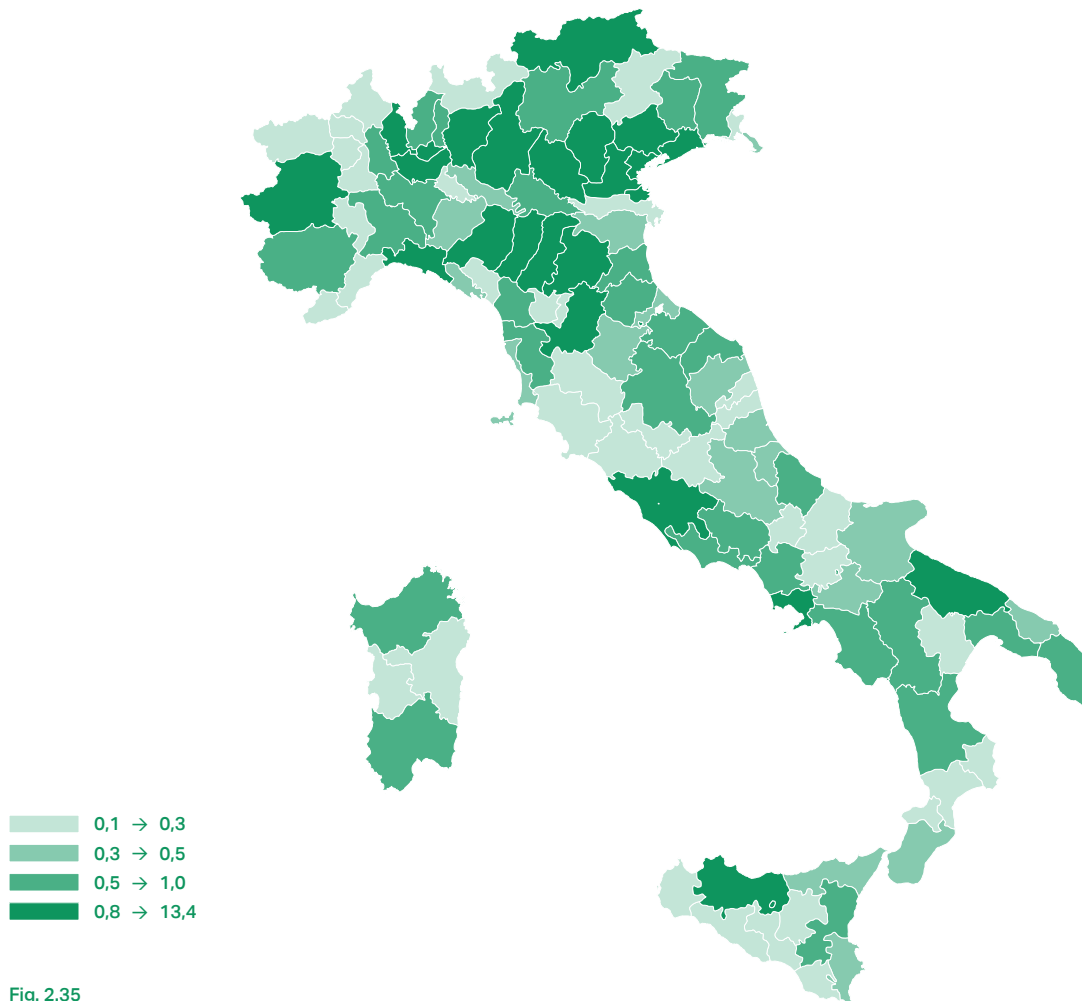 0,1 → 0,3
0,3 → 0,5
0,5 → 1,0
0,8 → 13,4
Fig. 2.35